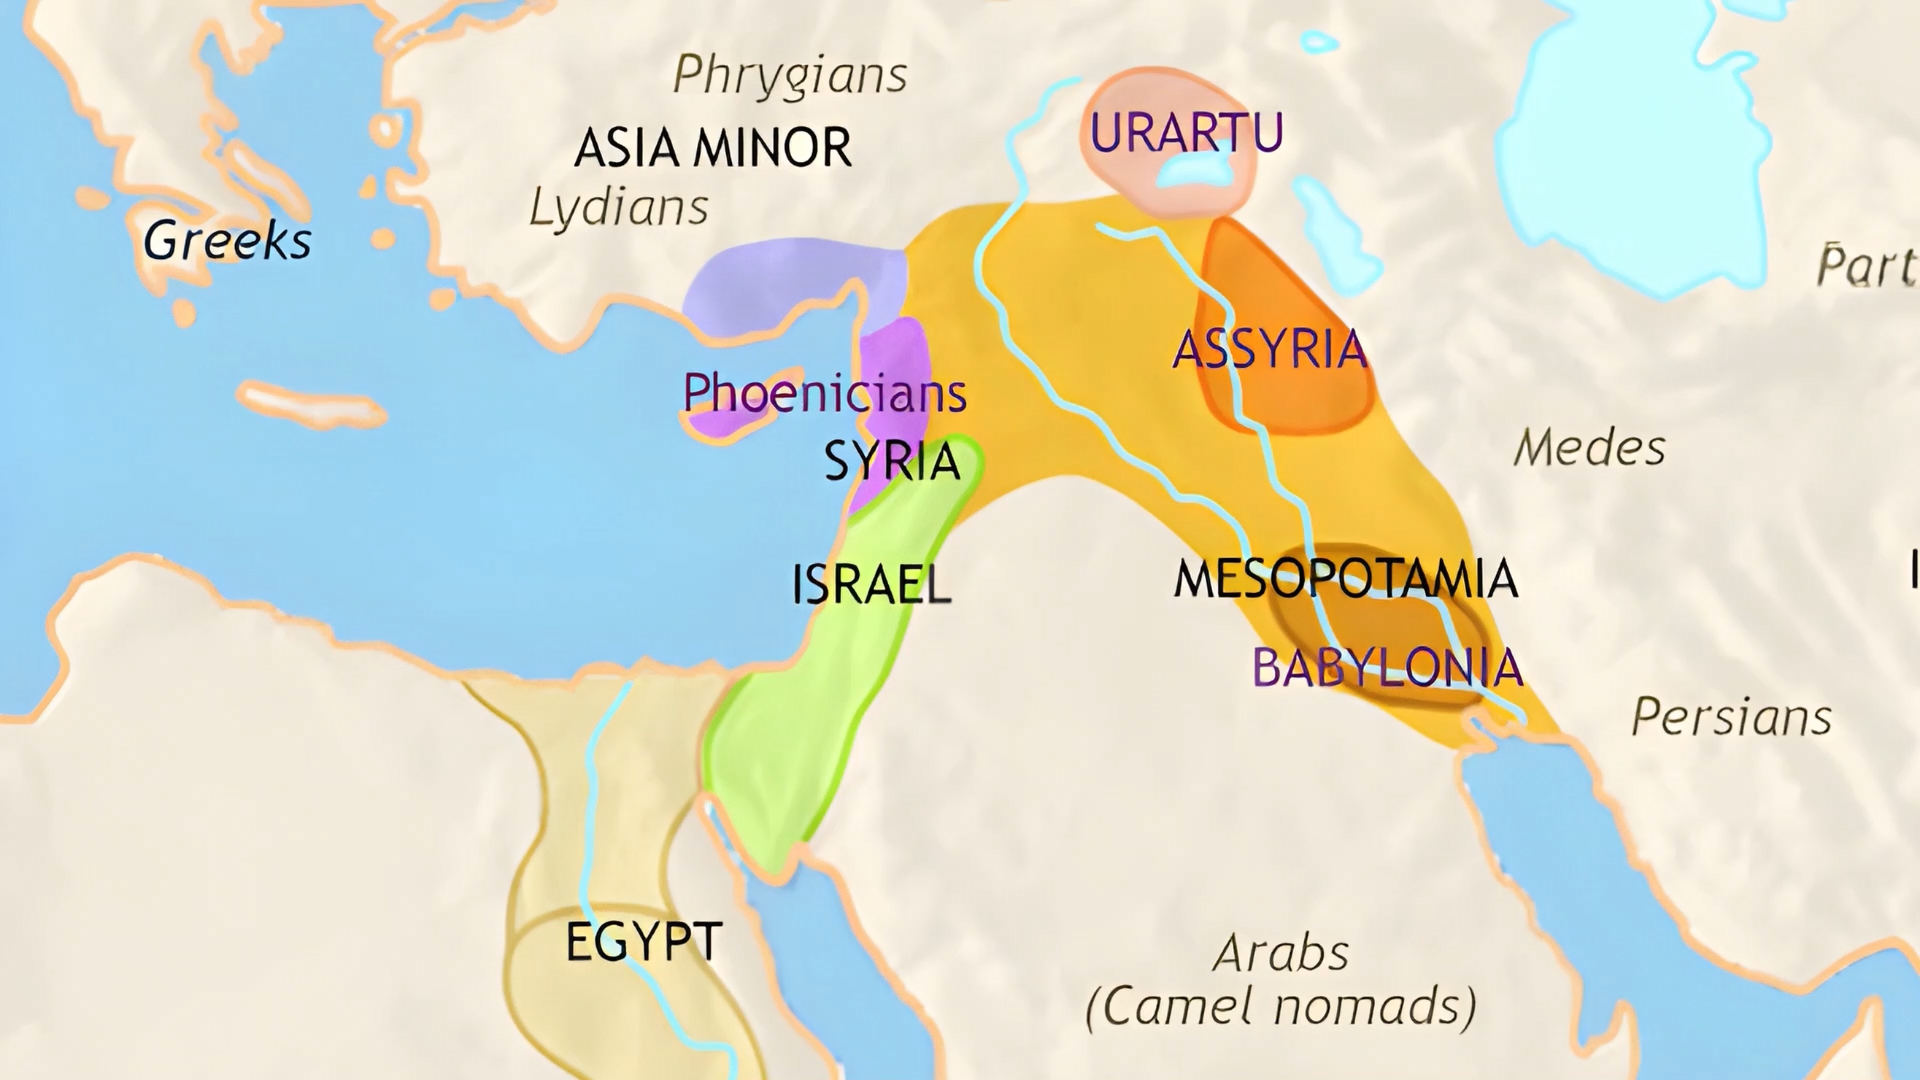 Phrygians
URARTU
ASIA MINOR
Lydians
Greeks
Part
ASSYRIA
Phoenicians
Medes
SYRIA
ISRAEL
MESOPOTAMIA
BABYLONIA
Persians
EGYPT
Arabs
(Camel nomads)